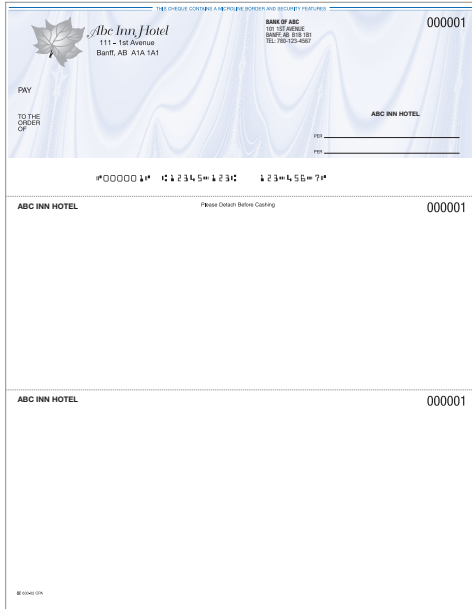 THIS CHEQUE CONTAINS A MICROLINE BORDER AND SECURITY FEATURES
Abc Inn Hotel
111 - 1st Avenue
Banff, AB A1A 1A1
BANK OF ABC
101 1ST AVENUE
BANFF, AB B1B 1B1
TEL: 780-123-4567
000001
PAY
TO THE
ORDER
OF
ABC INN HOTEL
PER
PER
⑈000001⑈ ⑆12345⑉123⑆ 123⑉456⑉7⑈
ABC INN HOTEL
Please Detach Before Cashing
000001
ABC INN HOTEL
000001